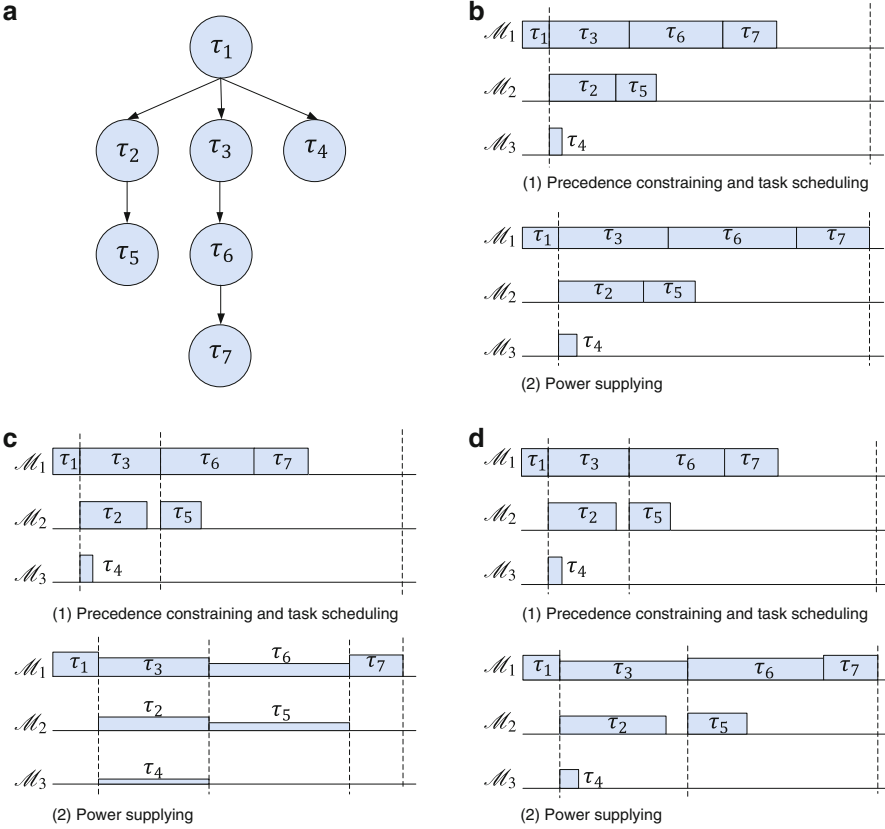 a
τ1
τ2 τ3 τ4
τ5 τ6
τ7
b
ℳ1 τ1 τ3 τ6 τ7
ℳ2 τ2 τ5
ℳ3 τ4
(1) Precedence constraining and task scheduling
ℳ1 τ1 τ3 τ6 τ7
ℳ2 τ2 τ5
ℳ3 τ4
(2) Power supplying
c
ℳ1 τ1 τ3 τ6 τ7
ℳ2 τ2 τ5
ℳ3 τ4
(1) Precedence constraining and task scheduling
ℳ1 τ1 τ3 τ6 τ7
ℳ2 τ2 τ5
ℳ3 τ4
(2) Power supplying
d
ℳ1 τ1 τ3 τ6 τ7
ℳ2 τ2 τ5
ℳ3 τ4
(1) Precedence constraining and task scheduling
ℳ1 τ1 τ3 τ6 τ7
ℳ2 τ2 τ5
ℳ3 τ4
(2) Power supplying